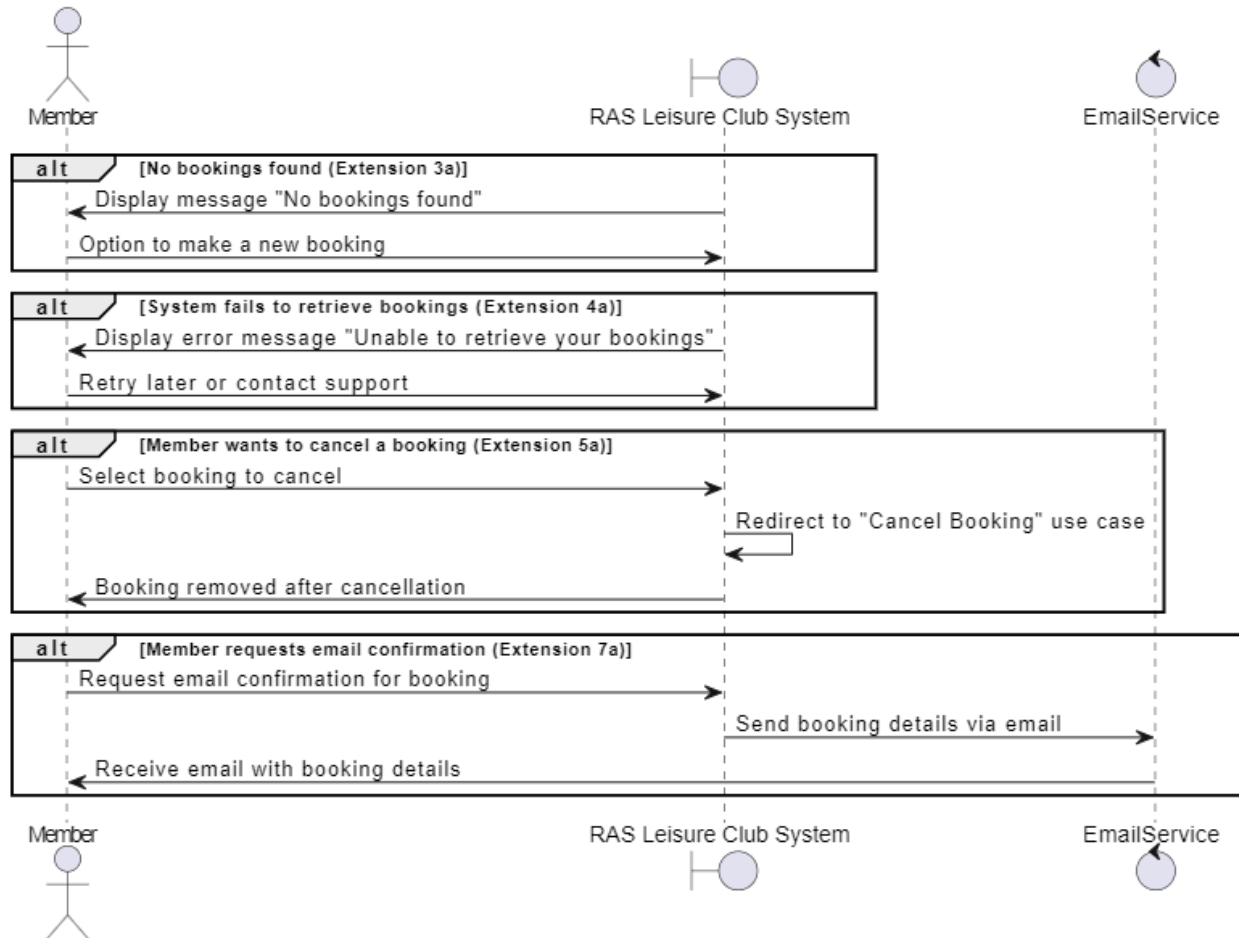 Member
RAS Leisure Club System
EmailService
alt [No bookings found (Extension 3a)]
Display message "No bookings found"
Option to make a new booking
alt [System fails to retrieve bookings (Extension 4a)]
Display error message "Unable to retrieve your bookings"
Retry later or contact support
alt [Member wants to cancel a booking (Extension 5a)]
Select booking to cancel
Redirect to "Cancel Booking" use case
Booking removed after cancellation
alt [Member requests email confirmation (Extension 7a)]
Request email confirmation for booking
Send booking details via email
Receive email with booking details
Member
RAS Leisure Club System
EmailService